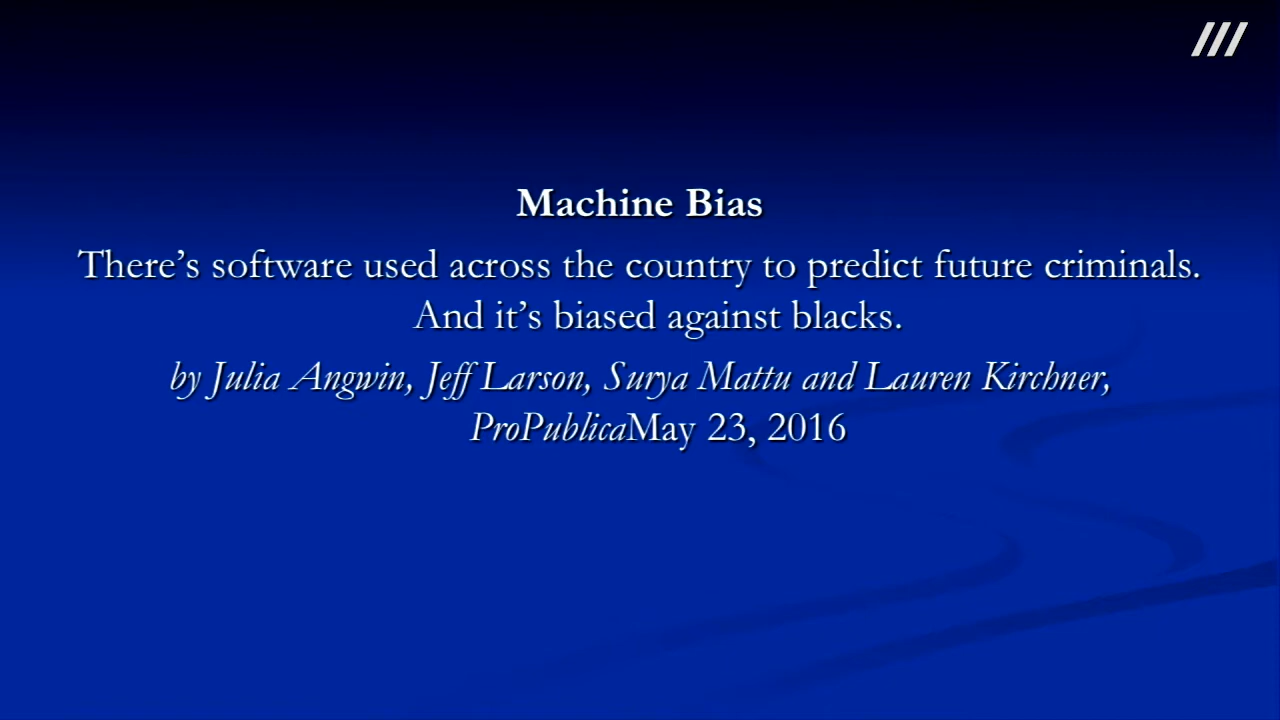 Machine Bias
There’s software used across the country to predict future criminals.
And it’s biased against blacks.
by Julia Angwin, Jeff Larson, Surya Mattu and Lauren Kirchner,
ProPublicaMay 23, 2016